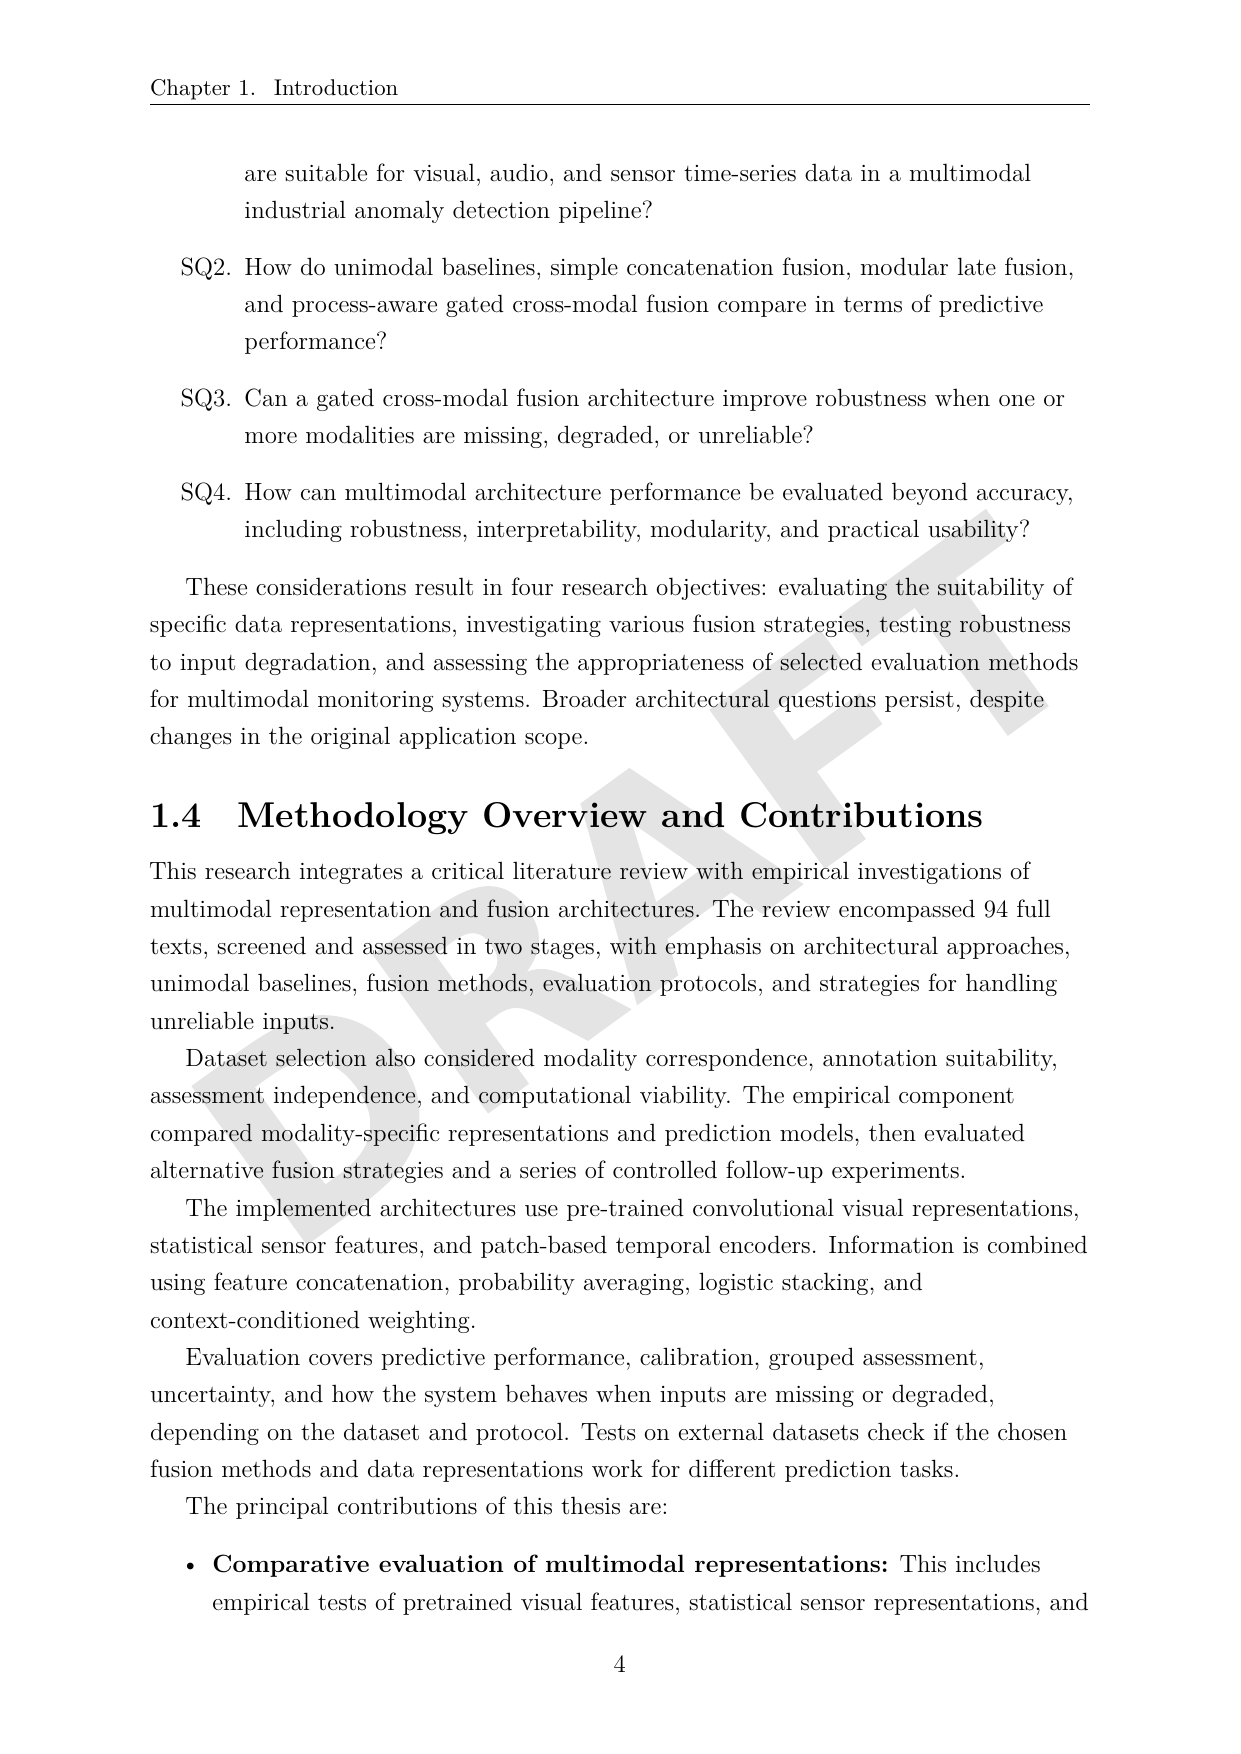 Chapter 1. Introduction
are suitable for visual, audio, and sensor time-series data in a multimodal
industrial anomaly detection pipeline?
SQ2. How do unimodal baselines, simple concatenation fusion, modular late fusion,
and process-aware gated cross-modal fusion compare in terms of predictive
performance?
SQ3. Can a gated cross-modal fusion architecture improve robustness when one or
more modalities are missing, degraded, or unreliable?
SQ4. How can multimodal architecture performance be evaluated beyond accuracy,
including robustness, interpretability, modularity, and practical usability?
These considerations result in four research objectives: evaluating the suitability of
specific data representations, investigating various fusion strategies, testing robustness
to input degradation, and assessing the appropriateness of selected evaluation methods
for multimodal monitoring systems. Broader architectural questions persist, despite
changes in the original application scope.
1.4 Methodology Overview and Contributions
This research integrates a critical literature review with empirical investigations of
multimodal representation and fusion architectures. The review encompassed 94 full
texts, screened and assessed in two stages, with emphasis on architectural approaches,
unimodal baselines, fusion methods, evaluation protocols, and strategies for handling
unreliable inputs.
Dataset selection also considered modality correspondence, annotation suitability,
assessment independence, and computational viability. The empirical component
compared modality-specific representations and prediction models, then evaluated
alternative fusion strategies and a series of controlled follow-up experiments.
The implemented architectures use pre-trained convolutional visual representations,
statistical sensor features, and patch-based temporal encoders. Information is combined
using feature concatenation, probability averaging, logistic stacking, and
context-conditioned weighting.
Evaluation covers predictive performance, calibration, grouped assessment,
uncertainty, and how the system behaves when inputs are missing or degraded,
depending on the dataset and protocol. Tests on external datasets check if the chosen
fusion methods and data representations work for different prediction tasks.
The principal contributions of this thesis are:
• Comparative evaluation of multimodal representations: This includes
empirical tests of pretrained visual features, statistical sensor representations, and
4
DRAFT